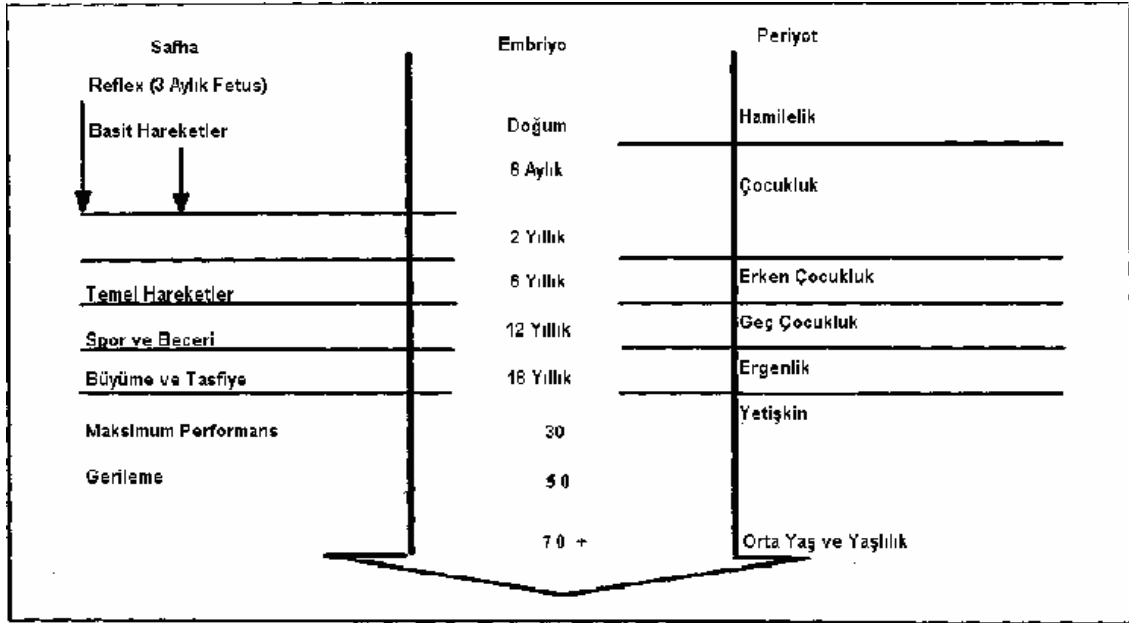 Safha
Embriyo
Periyot
Reflex (3 Aylık Fetus)
Basit Hareketler
Doğum
Hamilelik
6 Aylık
Çocukluk
2 Yıllık
Temel Hareketler
6 Yıllık
Erken Çocukluk
Spor ve Beceri
12 Yıllık
Geç Çocukluk
Büyüme ve Tasfiye
18 Yıllık
Ergenlik
Yetişkin
Maksimum Performans
30
Gerileme
50
70 +
Orta Yaş ve Yaşlılık